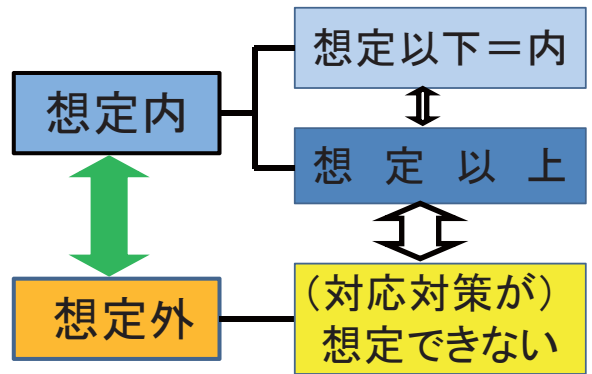 想定内
想定以下＝内
想定以上
想定外
（対応対策が）
想定できない